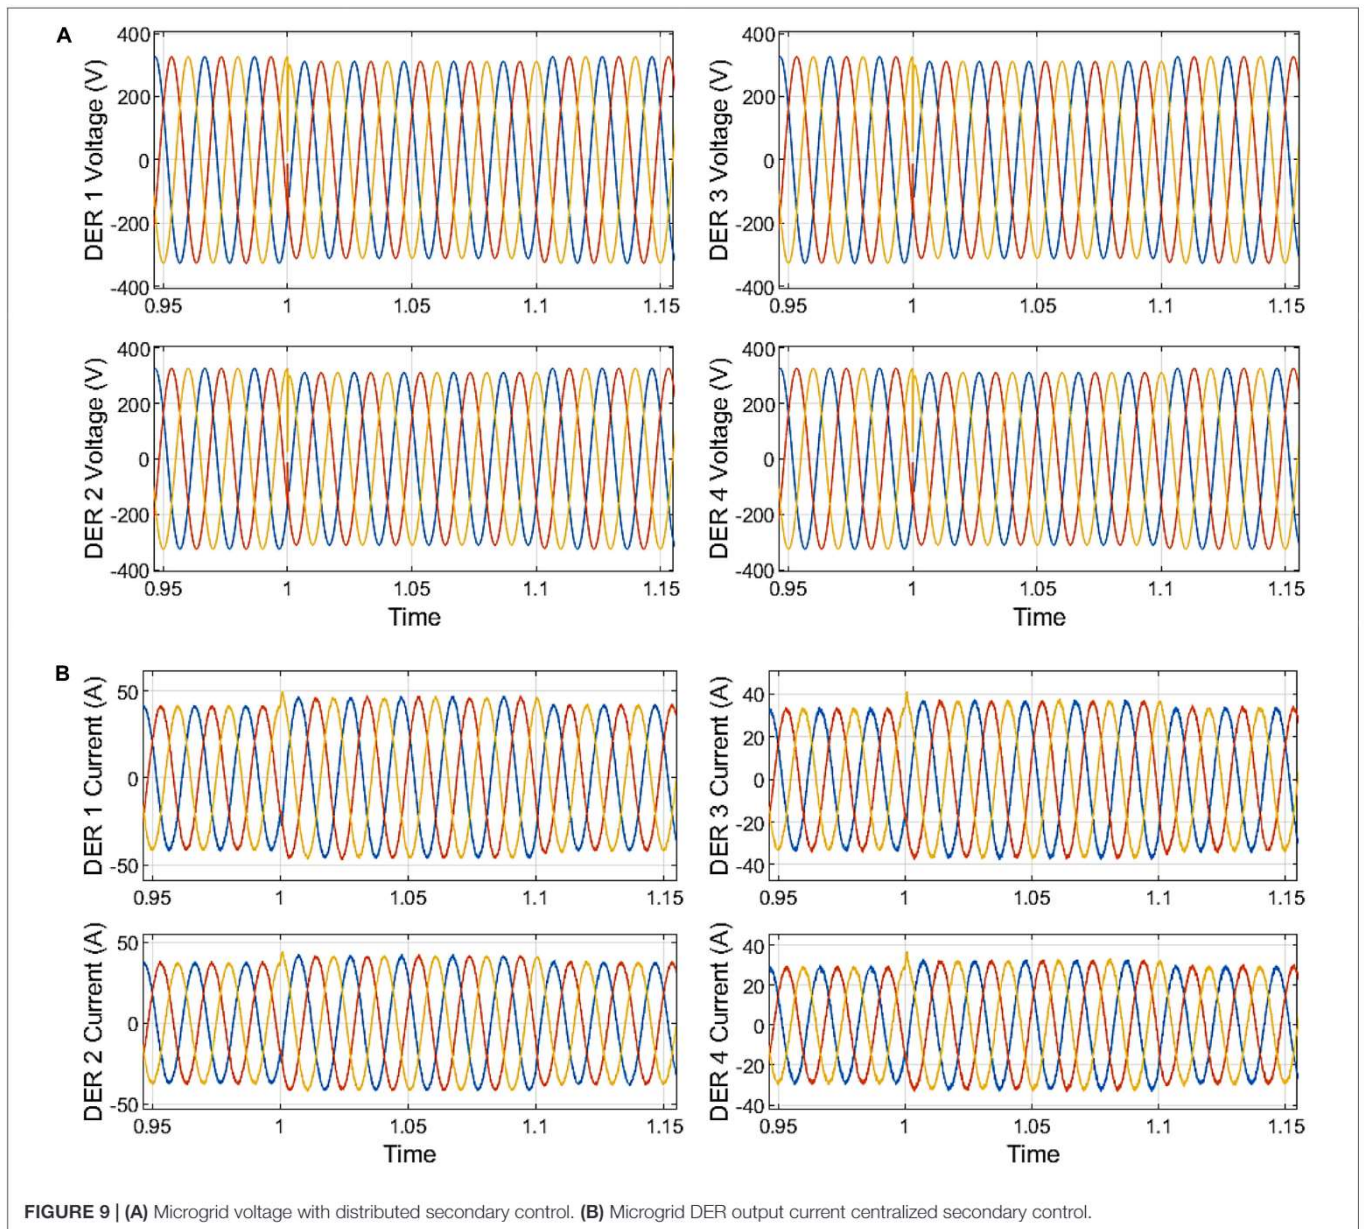 A
DER 1 Voltage (V)
400
200
0
-200
-400
0.95 1 1.05 1.1 1.15
DER 3 Voltage (V)
400
200
0
-200
-400
0.95 1 1.05 1.1 1.15
DER 2 Voltage (V)
400
200
0
-200
-400
0.95 1 1.05 1.1 1.15
Time
DER 4 Voltage (V)
400
200
0
-200
-400
0.95 1 1.05 1.1 1.15
Time
B
DER 1 Current (A)
50
0
-50
0.95 1 1.05 1.1 1.15
DER 3 Current (A)
40
20
0
-20
-40
0.95 1 1.05 1.1 1.15
DER 2 Current (A)
50
0
-50
0.95 1 1.05 1.1 1.15
Time
DER 4 Current (A)
40
20
0
-20
-40
0.95 1 1.05 1.1 1.15
Time
FIGURE 9 | (A) Microgrid voltage with distributed secondary control. (B) Microgrid DER output current centralized secondary control.